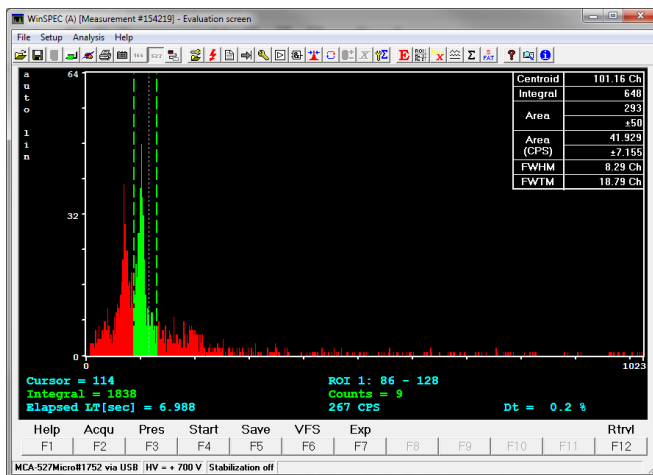 WinSPEC (A) [Measurement #154219] - Evaluation screen
File Setup Analysis Help
auto lin
64
32
0
0
1023
Centroid 101.16 Ch
Integral 648
Area 293
±50
Area (CPS) 41.929
±7.155
FWHM 8.29 Ch
FWTM 18.79 Ch
Cursor = 114 ROI 1: 86 - 128
Integral = 1838 Counts = 9
Elapsed LT[sec] = 6.988 267 CPS Dt = 0.2 %
Help Acqu Pres Start Save VFS Exp Rtrvl
F1 F2 F3 F4 F5 F6 F7 F8 F9 F10 F11 F12
MCA-527Micro#1752 via USB HV = + 700 V Stabilization off